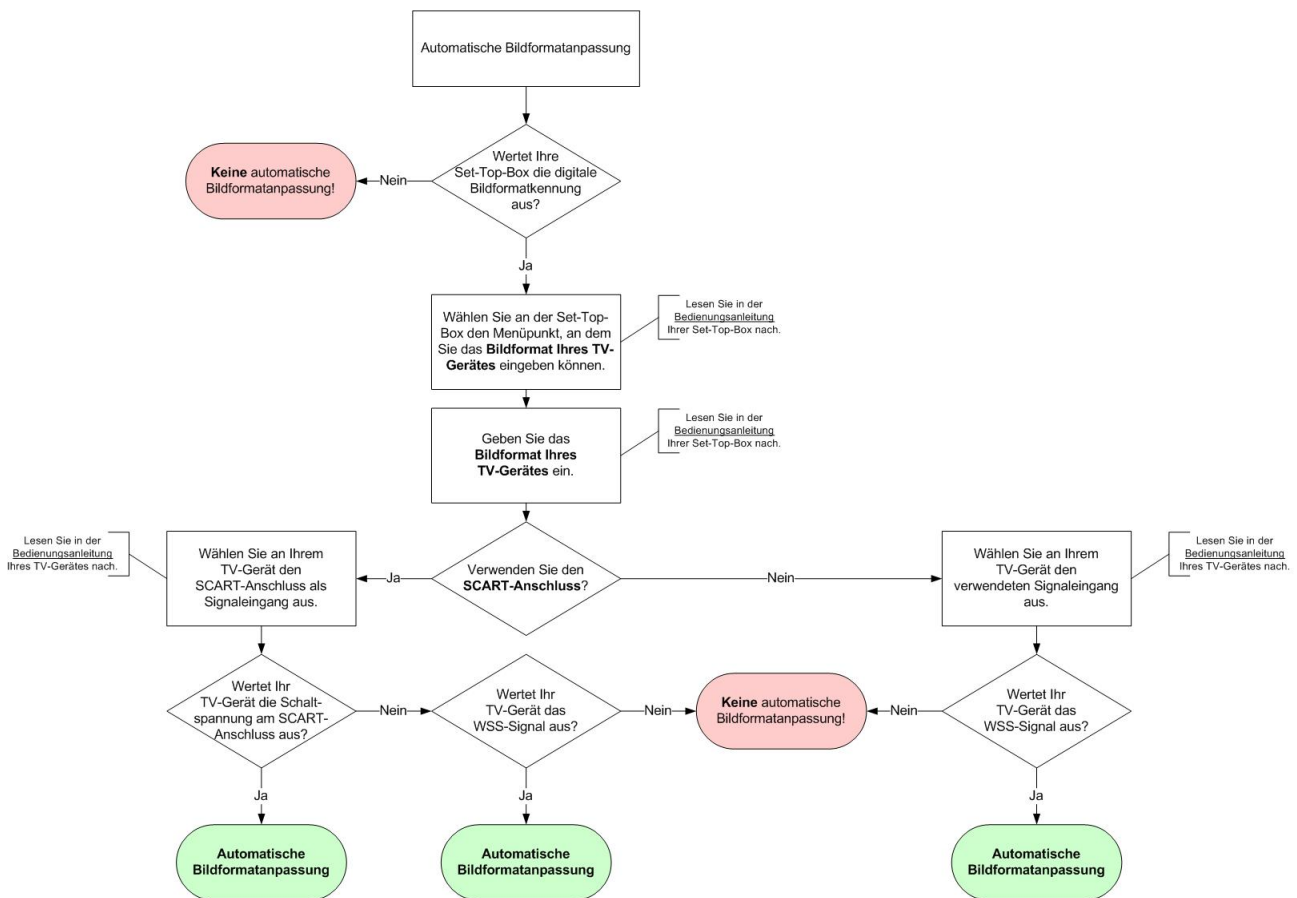 Automatische Bildformatanpassung
Wertet Ihre
Set-Top-Box die digitale
Bildformatkennung
aus?
Nein
Keine automatische
Bildformatanpassung!
Ja
Wählen Sie an der Set-Top-
Box den Menüpunkt, an dem
Sie das Bildformat Ihres TV-
Gerätes eingeben können.
Lesen Sie in der
Bedienungsanleitung
Ihrer Set-Top-Box nach.
Geben Sie das
Bildformat Ihres
TV-Gerätes ein.
Lesen Sie in der
Bedienungsanleitung
Ihrer Set-Top-Box nach.
Verwenden Sie den
SCART-Anschluss?
Ja
Nein
Lesen Sie in der
Bedienungsanleitung
Ihres TV-Gerätes nach.
Wählen Sie an Ihrem
TV-Gerät den
SCART-Anschluss als
Signaleingang aus.
Wählen Sie an Ihrem
TV-Gerät den
verwendeten Signaleingang
aus.
Lesen Sie in der
Bedienungsanleitung
Ihres TV-Gerätes nach.
Wertet Ihr
TV-Gerät die Schalt-
spannung am SCART-
Anschluss aus?
Nein
Wertet Ihr
TV-Gerät das
WSS-Signal aus?
Nein
Keine automatische
Bildformatanpassung!
Nein
Wertet Ihr
TV-Gerät das
WSS-Signal aus?
Ja
Ja
Ja
Automatische
Bildformatanpassung
Automatische
Bildformatanpassung
Automatische
Bildformatanpassung